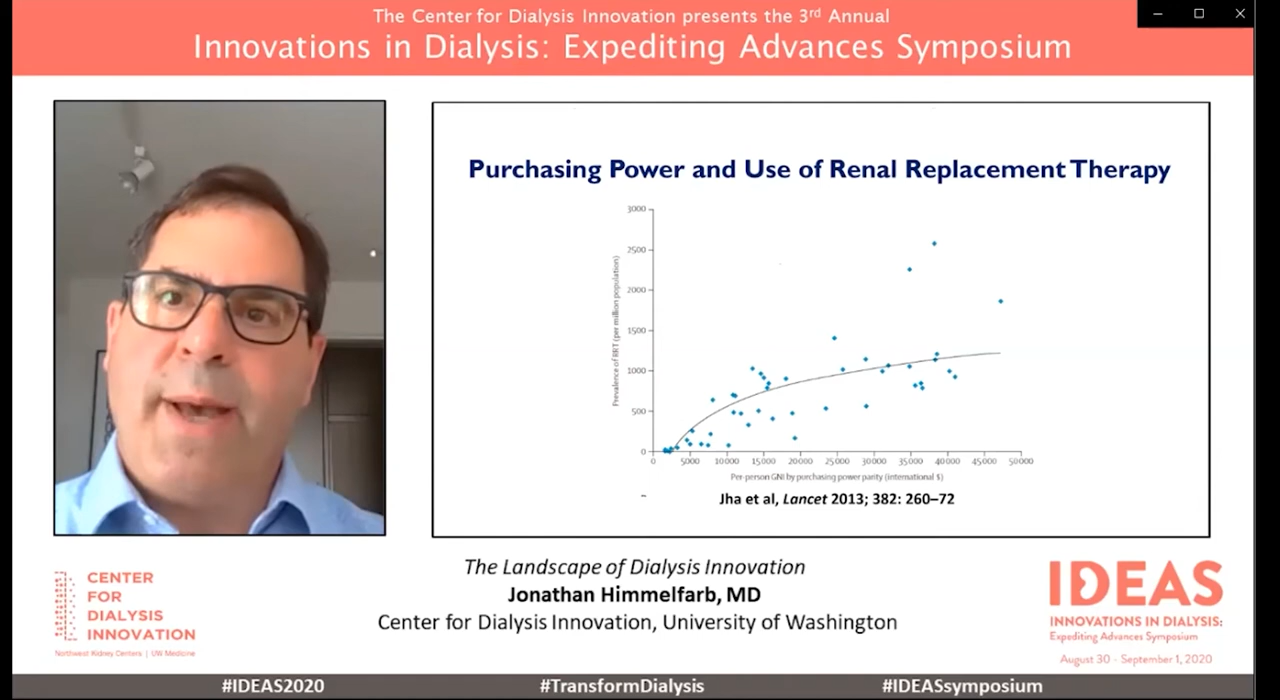 The Center for Dialysis Innovation presents the 3rd Annual
Innovations in Dialysis: Expediting Advances Symposium
Purchasing Power and Use of Renal Replacement Therapy
Prevalence of RRT (per million population)
3000
2500
2000
1500
1000
500
0
0 5000 10000 15000 20000 25000 30000 35000 40000 45000 50000
Per-person GNI by purchasing power parity (international $)
Jha et al, Lancet 2013; 382: 260–72
The Landscape of Dialysis Innovation
Jonathan Himmelfarb, MD
Center for Dialysis Innovation, University of Washington
CENTER
FOR
DIALYSIS
INNOVATION
Northwest Kidney Centers | UW Medicine
IDEAS
INNOVATIONS IN DIALYSIS:
Expediting Advances Symposium
August 30 - September 1, 2020
#IDEAS2020 #TransformDialysis #IDEASsymposium